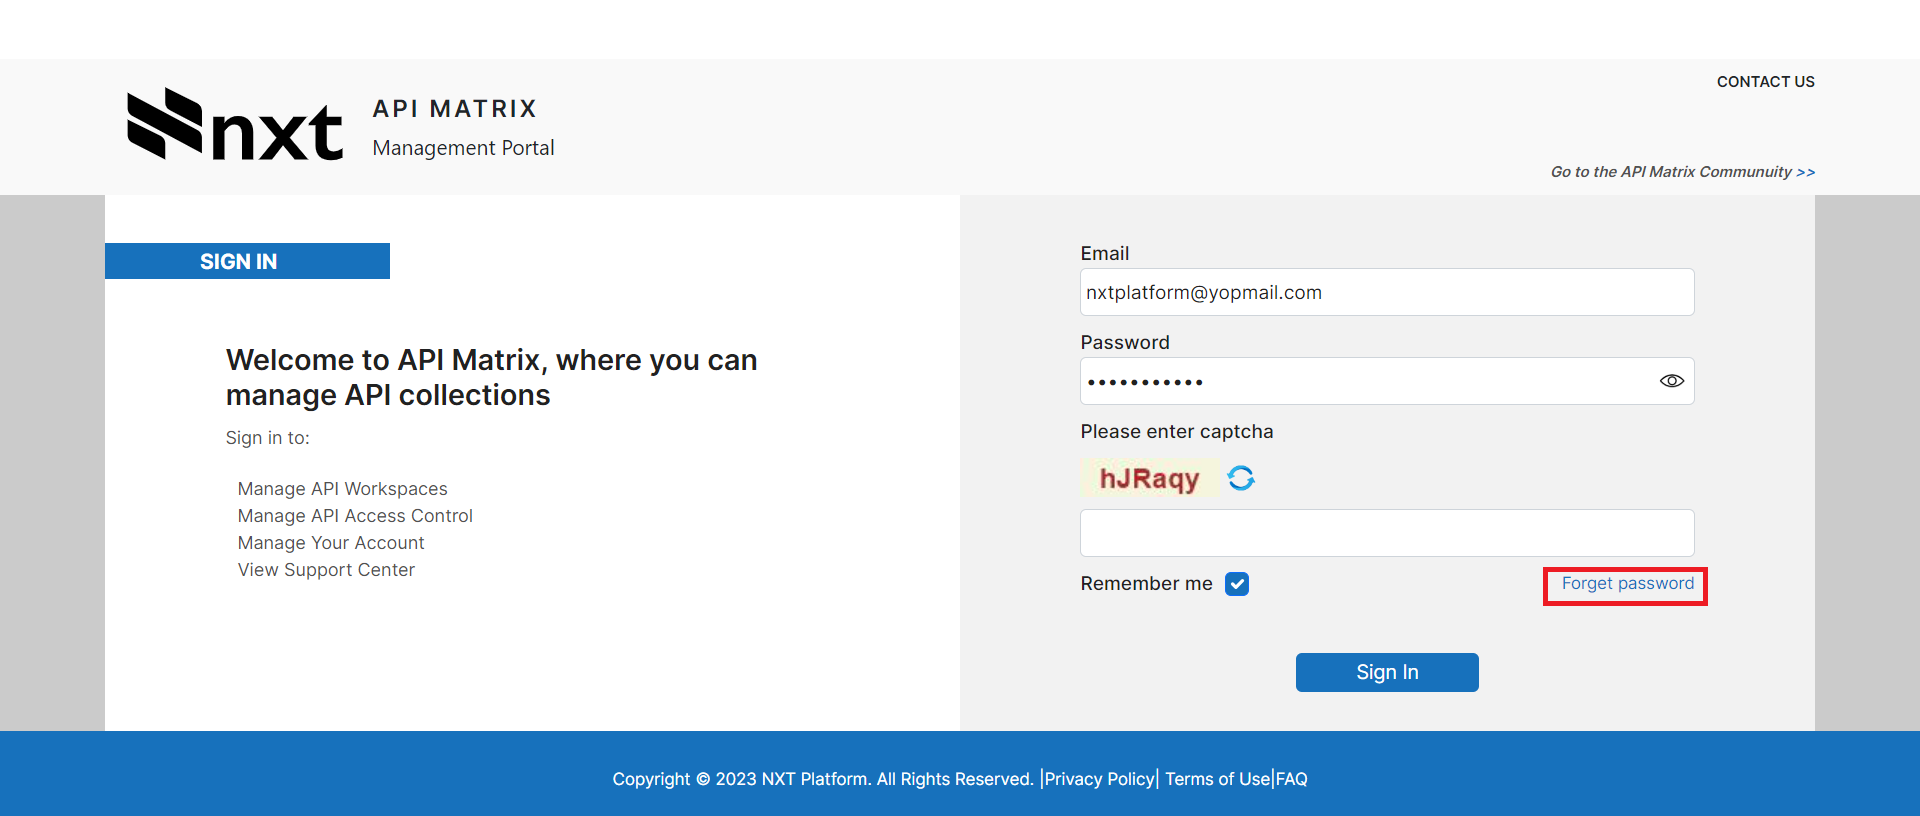 nxt
API MATRIX
Management Portal
CONTACT US
Go to the API Matrix Communuity >>
SIGN IN
Welcome to API Matrix, where you can
manage API collections
Sign in to:
Manage API Workspaces
Manage API Access Control
Manage Your Account
View Support Center
Email
nxtplatform@yopmail.com
Password
•••••••••••
Please enter captcha
hJRaqy
Remember me
Forget password
Sign In
Copyright © 2023 NXT Platform. All Rights Reserved. |Privacy Policy| Terms of Use|FAQ